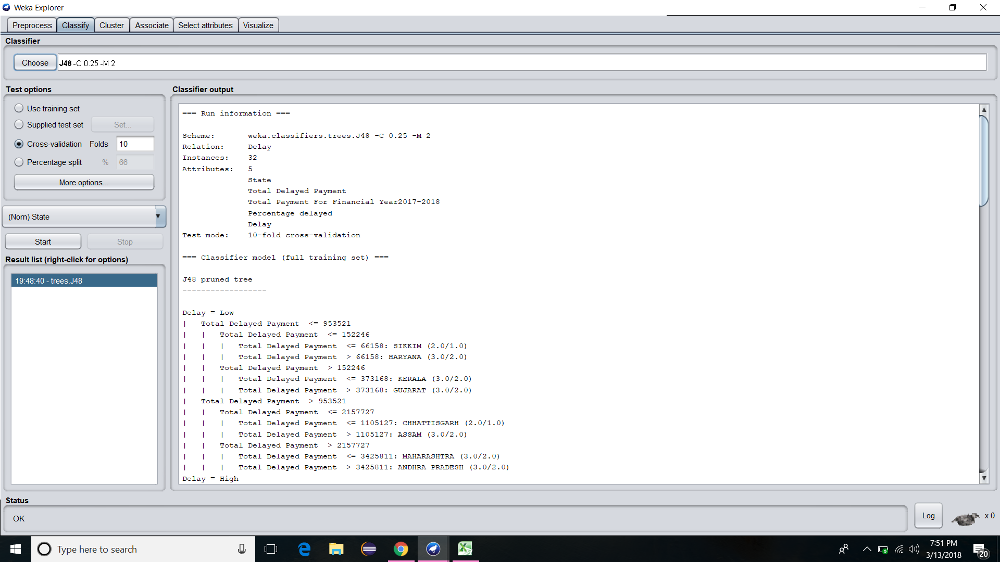 Weka Explorer
Preprocess Classify Cluster Associate Select attributes Visualize
Classifier
Choose J48 -C 0.25 -M 2
Test options
Use training set
Supplied test set Set...
Cross-validation Folds 10
Percentage split % 66
More options...
(Nom) State
Start Stop
Result list (right-click for options)
19:48:40 - trees.J48
Classifier output
=== Run information ===
Scheme: weka.classifiers.trees.J48 -C 0.25 -M 2
Relation: Delay
Instances: 32
Attributes: 5
State
Total Delayed Payment
Total Payment For Financial Year2017-2018
Percentage delayed
Delay
Test mode: 10-fold cross-validation
=== Classifier model (full training set) ===
J48 pruned tree
------------------
Delay = Low
| Total Delayed Payment <= 953521
| | Total Delayed Payment <= 152246
| | | Total Delayed Payment <= 66158: SIKKIM (2.0/1.0)
| | | Total Delayed Payment > 66158: HARYANA (3.0/2.0)
| | Total Delayed Payment > 152246
| | | Total Delayed Payment <= 373168: KERALA (3.0/2.0)
| | | Total Delayed Payment > 373168: GUJARAT (3.0/2.0)
| Total Delayed Payment > 953521
| | Total Delayed Payment <= 2157727
| | | Total Delayed Payment <= 1105127: CHHATTISGARH (2.0/1.0)
| | | Total Delayed Payment > 1105127: ASSAM (3.0/2.0)
| | Total Delayed Payment > 2157727
| | | Total Delayed Payment <= 3425811: MAHARASHTRA (3.0/2.0)
| | | Total Delayed Payment > 3425811: ANDHRA PRADESH (3.0/2.0)
Delay = High
Status
OK
Log x 0
Type here to search
7:51 PM
3/13/2018
20